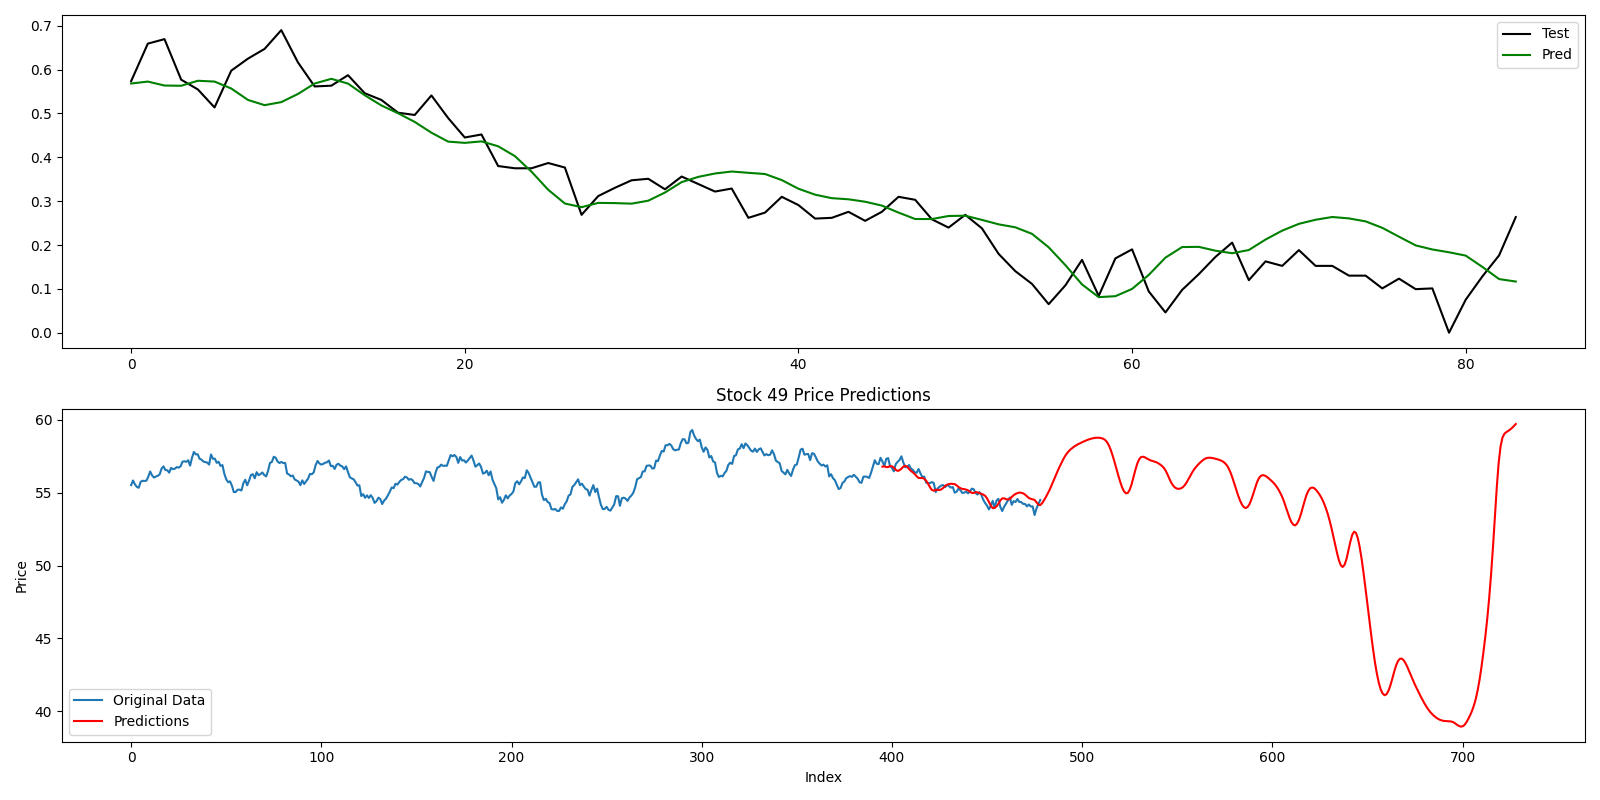 0.7
0.6
0.5
0.4
0.3
0.2
0.1
0.0
Test
Pred
0 20 40 60 80
Stock 49 Price Predictions
60
55
50
45
40
Price
Original Data
Predictions
0 100 200 300 400 500 600 700
Index